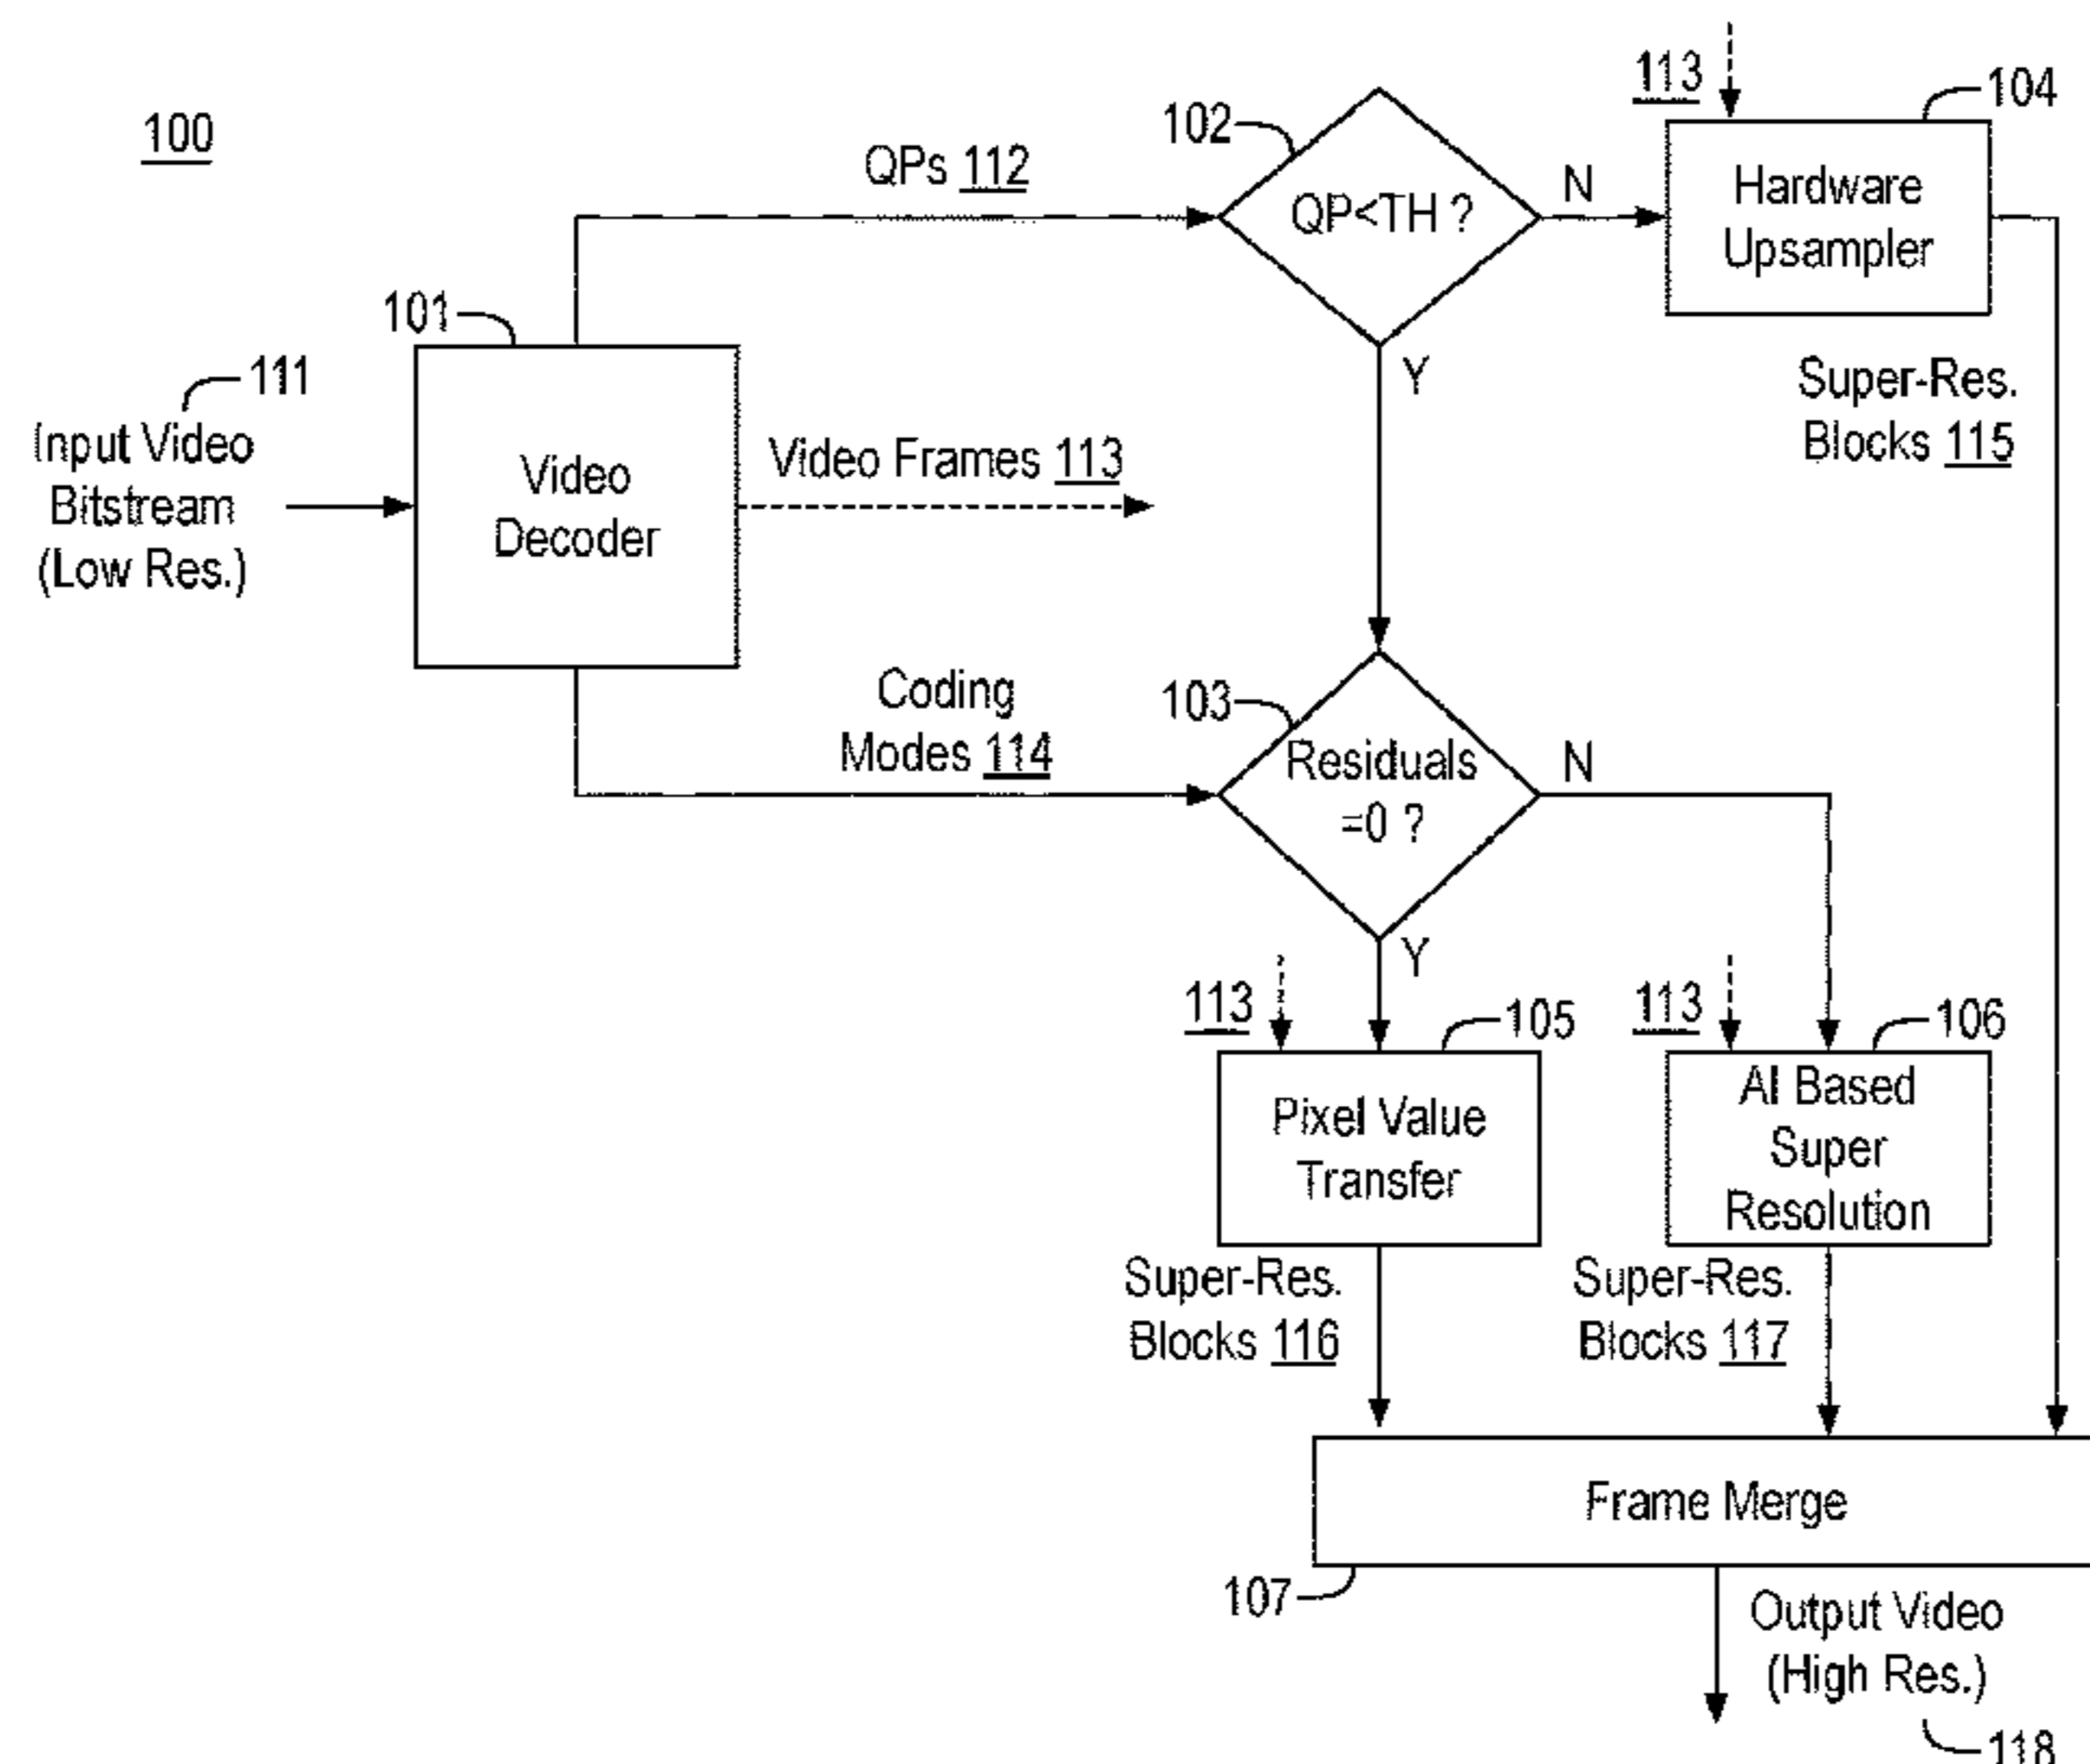 100
QPs 112
102
QP<TH ?
N
Y
113
104
Hardware
Upsampler
Super-Res.
Blocks 115
101
111
Input Video
Bitstream
(Low Res.)
Video
Decoder
Video Frames 113
Coding
Modes 114
103
Residuals
=0 ?
N
Y
113
105
Pixel Value
Transfer
113
106
AI Based
Super
Resolution
Super-Res.
Blocks 116
Super-Res.
Blocks 117
Frame Merge
107
Output Video
(High Res.)
118